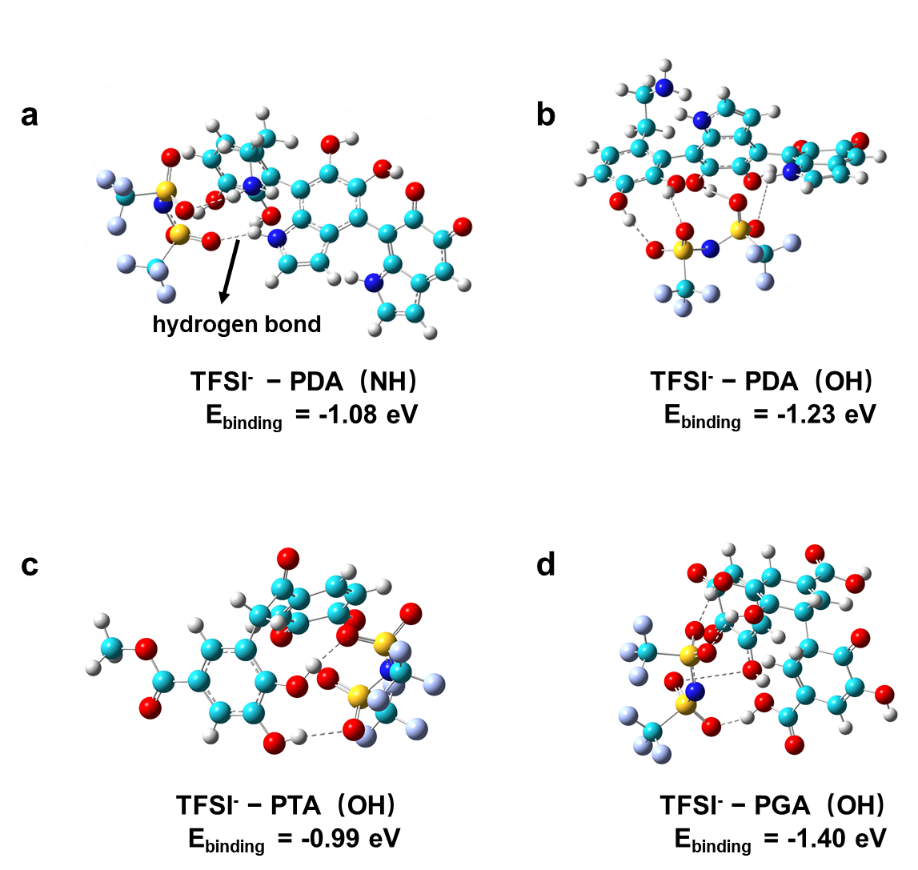 a
b
hydrogen bond
TFSI- – PDA（NH）
Ebinding = -1.08 eV
TFSI- – PDA（OH）
Ebinding = -1.23 eV
c
d
TFSI- – PTA（OH）
Ebinding = -0.99 eV
TFSI- – PGA（OH）
Ebinding = -1.40 eV